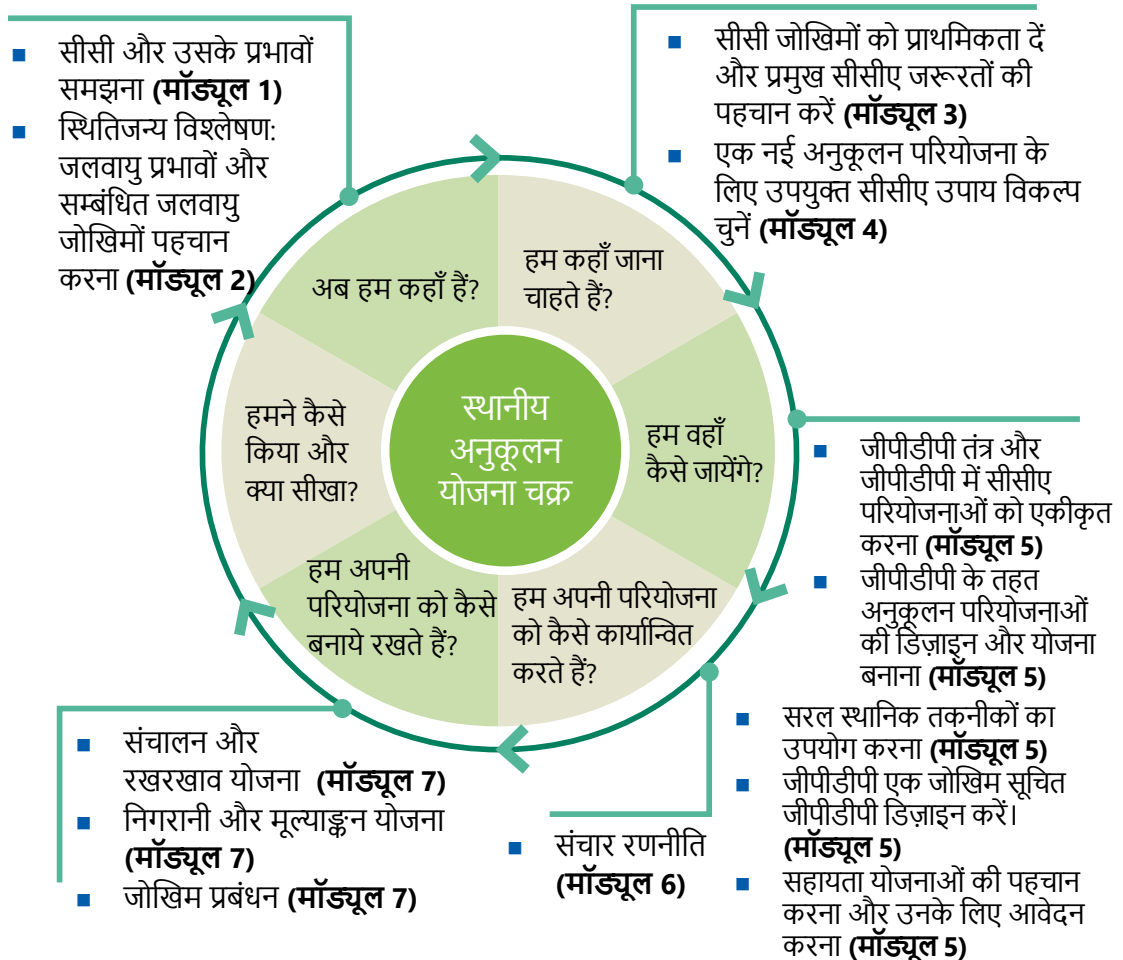 सीसी और उसके प्रभावों
समझना (मॉड्यूल 1)
स्थितिजन्य विश्लेषण:
जलवायु प्रभावों और
सम्बंधित जलवायु
जोखिमों पहचान
करना (मॉड्यूल 2)
सीसी जोखिमों को प्राथमिकता दें
और प्रमुख सीसीए जरूरतों की
पहचान करें (मॉड्यूल 3)
एक नई अनुकूलन परियोजना के
लिए उपयुक्त सीसीए उपाय विकल्प
चुनें (मॉड्यूल 4)
अब हम कहाँ हैं?
हम कहाँ जाना
चाहते हैं?
हम वहाँ
कैसे जायेंगे?
हम अपनी परियोजना
को कैसे कार्यान्वित
करते हैं?
हम अपनी
परियोजना को कैसे
बनाये रखते हैं?
हमने कैसे
किया और
क्या सीखा?
स्थानीय
अनुकूलन
योजना चक्र
जीपीडीपी तंत्र और
जीपीडीपी में सीसीए
परियोजनाओं को एकीकृत
करना (मॉड्यूल 5)
जीपीडीपी के तहत
अनुकूलन परियोजनाओं
की डिज़ाइन और योजना
बनाना (मॉड्यूल 5)
सरल स्थानिक तकनीकों का
उपयोग करना (मॉड्यूल 5)
जीपीडीपी एक जोखिम सूचित
जीपीडीपी डिज़ाइन करें।
(मॉड्यूल 5)
सहायता योजनाओं की पहचान
करना और उनके लिए आवेदन
करना (मॉड्यूल 5)
संचार रणनीति
(मॉड्यूल 6)
संचालन और
रखरखाव योजना (मॉड्यूल 7)
निगरानी और मूल्याङ्कन योजना
(मॉड्यूल 7)
जोखिम प्रबंधन (मॉड्यूल 7)